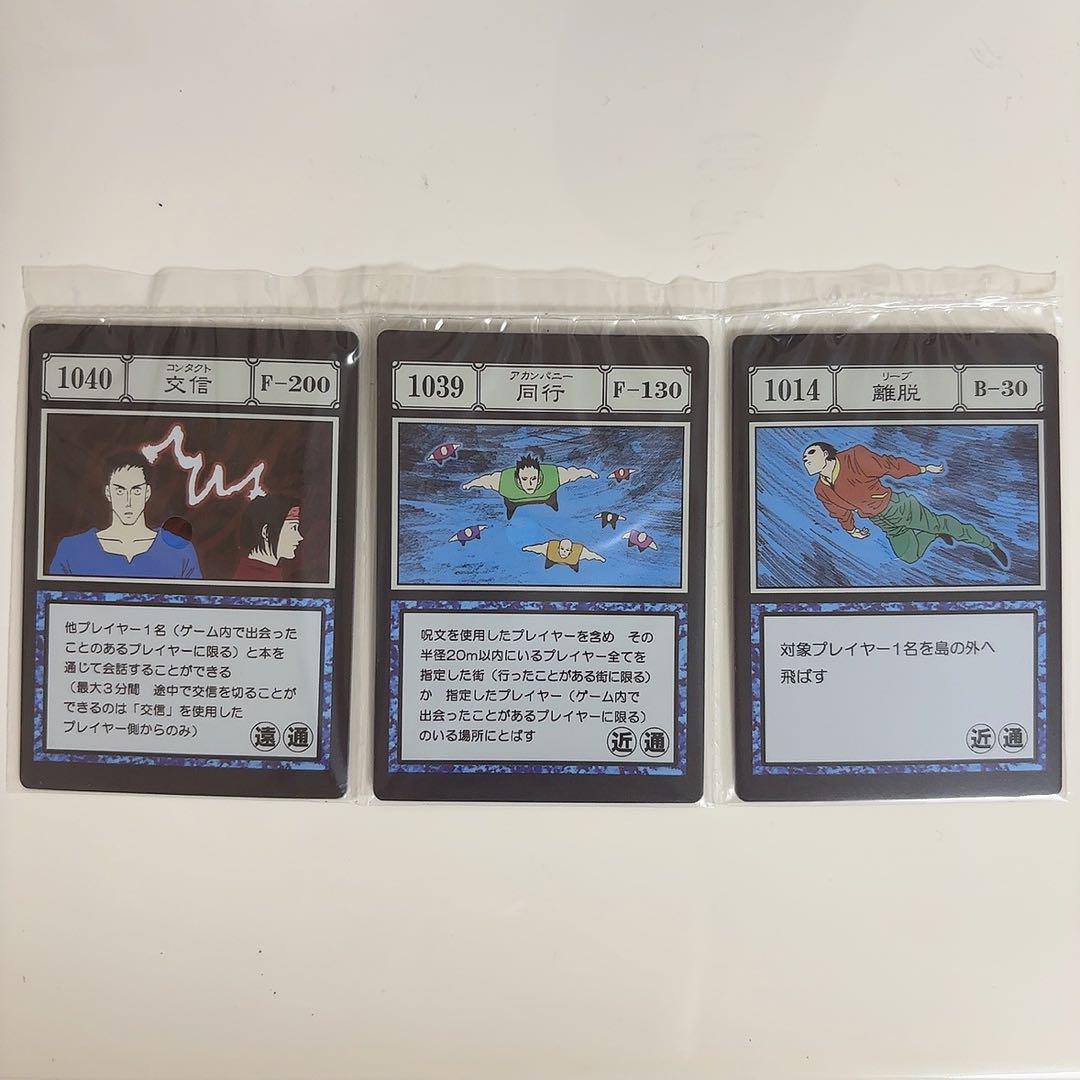 1040
コンタクト
交信
F-200
他プレイヤー1名（ゲーム内で出会った
ことのあるプレイヤーに限る）と本を
通じて会話することができる
（最大3分間　途中で交信を切ることが
できるのは「交信」を使用した
プレイヤー側からのみ）
遠 通
1039
アカンパニー
同行
F-130
呪文を使用したプレイヤーを含め　その
半径20m以内にいるプレイヤー全てを
指定した街（行ったことがある街に限る）
か　指定したプレイヤー（ゲーム内で
出会ったことがあるプレイヤーに限る）
のいる場所にとばす
近 通
1014
リーブ
離脱
B-30
対象プレイヤー1名を島の外へ
飛ばす
近 通